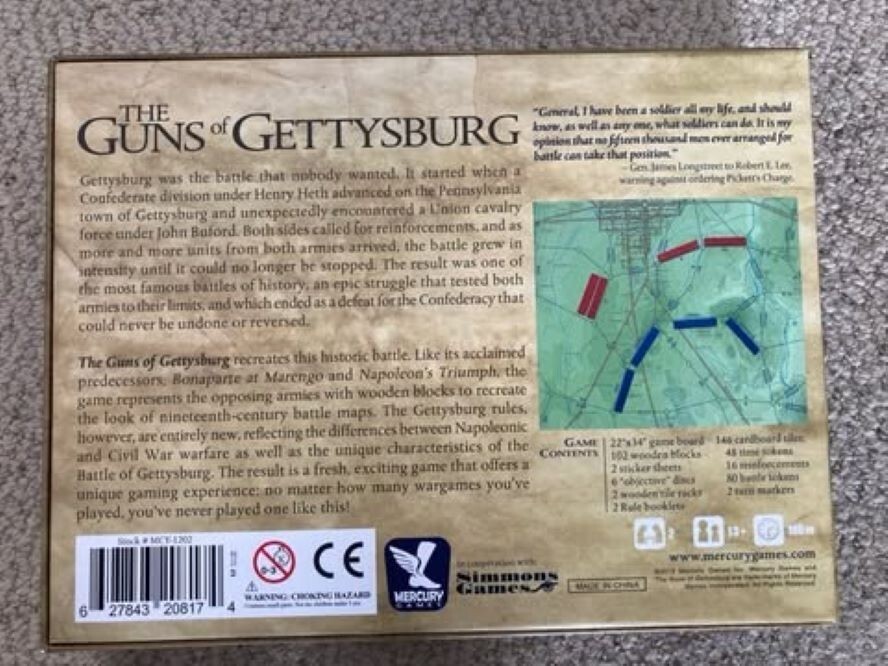 THE
GUNS of GETTYSBURG
Gettysburg was the battle that nobody wanted. It started when a
Confederate division under Henry Heth advanced on the Pennsylvania
town of Gettysburg and unexpectedly encountered a Union cavalry
force under John Buford. Both sides called for reinforcements, and as
more and more units from both armies arrived, the battle grew in
intensity until it could no longer be stopped. The result was one of
the most famous battles of history, an epic struggle that tested both
armies to their limits, and which ended as a defeat for the Confederacy that
could never be undone or reversed.
The Guns of Gettysburg recreates this historic battle. Like its acclaimed
predecessors, Bonaparte at Marengo and Napoleon's Triumph, the
game represents the opposing armies with wooden blocks to recreate
the look of nineteenth-century battle maps. The Gettysburg rules,
however, are entirely new, reflecting the differences between Napoleonic
and Civil War warfare as well as the unique characteristics of the
Battle of Gettysburg. The result is a fresh, exciting game that offers a
unique gaming experience: no matter how many wargames you've
played, you've never played one like this!
"General, I have been a soldier all my life, and should
know, as well as any one, what soldiers can do. It is my
opinion that no fifteen thousand men ever arranged for
battle can take that position."
– Gen. James Longstreet to Robert E. Lee,
warning against ordering Pickett's Charge.
GAME
CONTENTS
22"x34" game board
102 wooden blocks
2 sticker sheets
6 "objective" discs
2 wooden tile racks
2 Rule booklets
146 cardboard tiles:
48 time tokens
16 reinforcements
80 battle tokens
2 turn markers
2
13+
www.mercurygames.com
Stock # MCY-1202
6 27843 20817 4
0-3
CE
WARNING: CHOKING HAZARD
MERCURY
GAMES
in cooperation with:
Simmons
Games
MADE IN CHINA